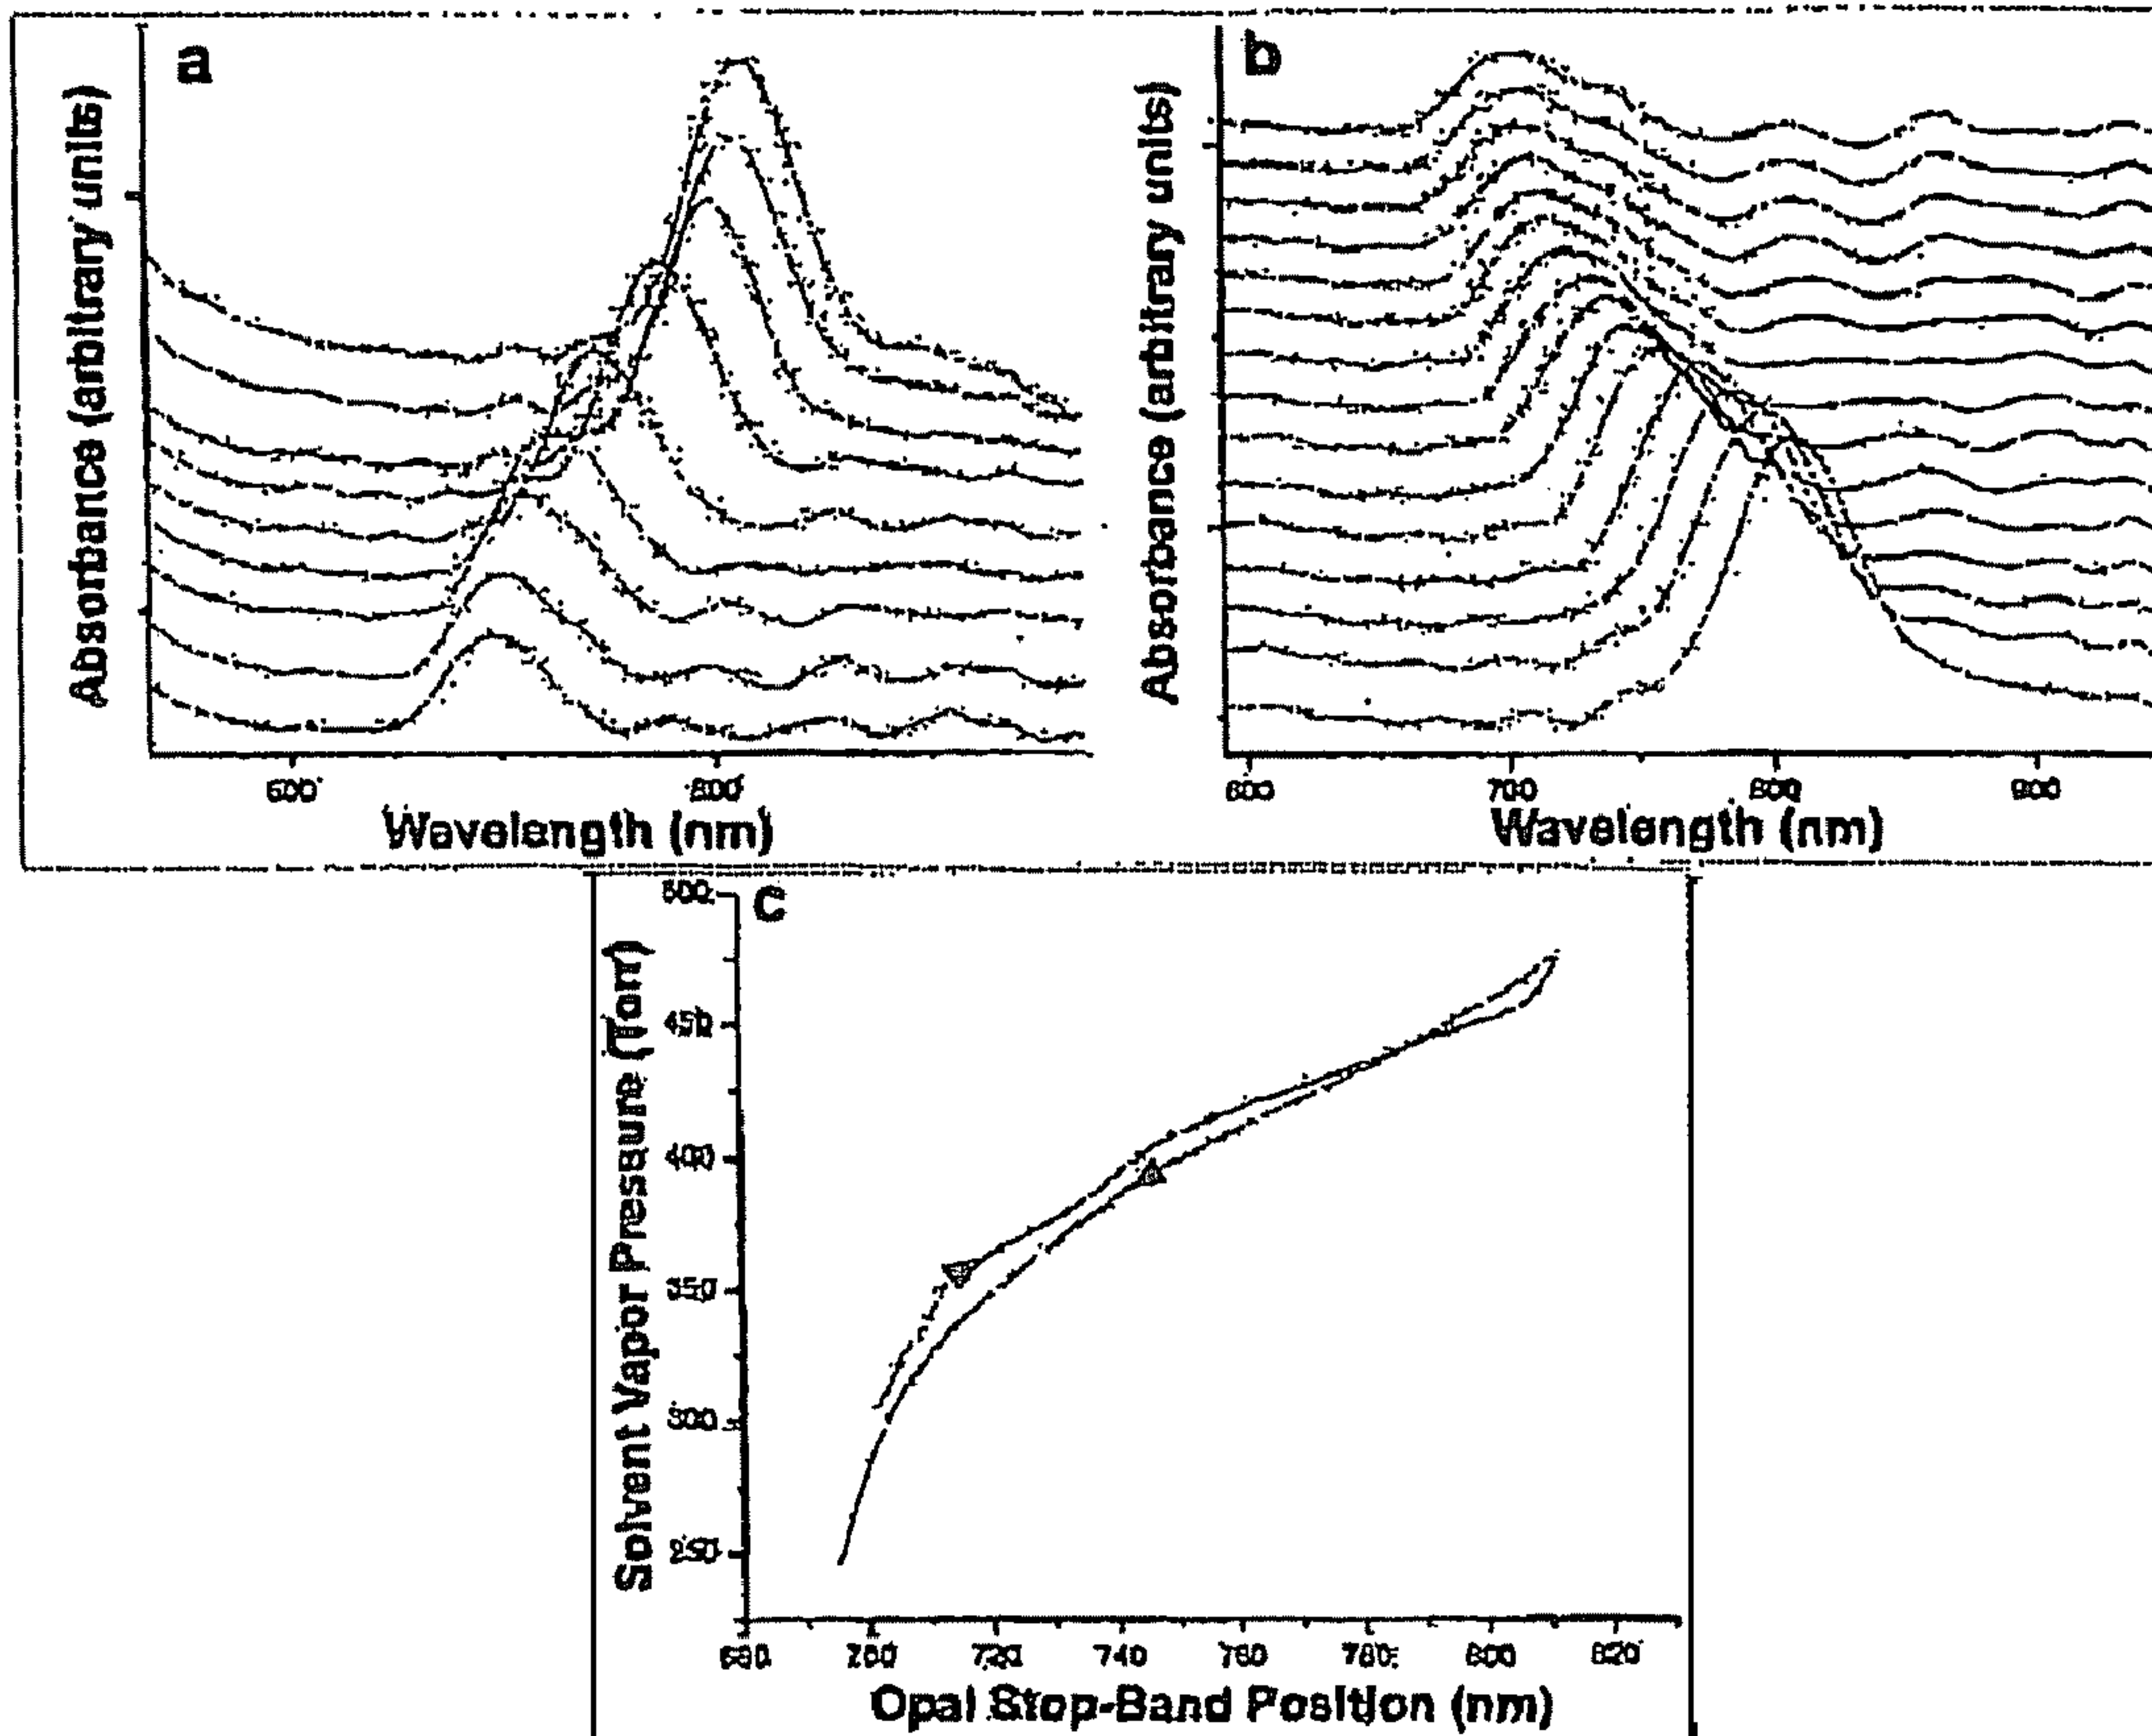 a
Absorbance (arbitrary units)
600 800
Wavelength (nm)
b
Absorbance (arbitrary units)
600 700 800 900
Wavelength (nm)
c
Solvent Vapor Pressure (Torr)
500
450
400
350
300
250
680 700 720 740 760 780 800 820
Opal Stop-Band Position (nm)